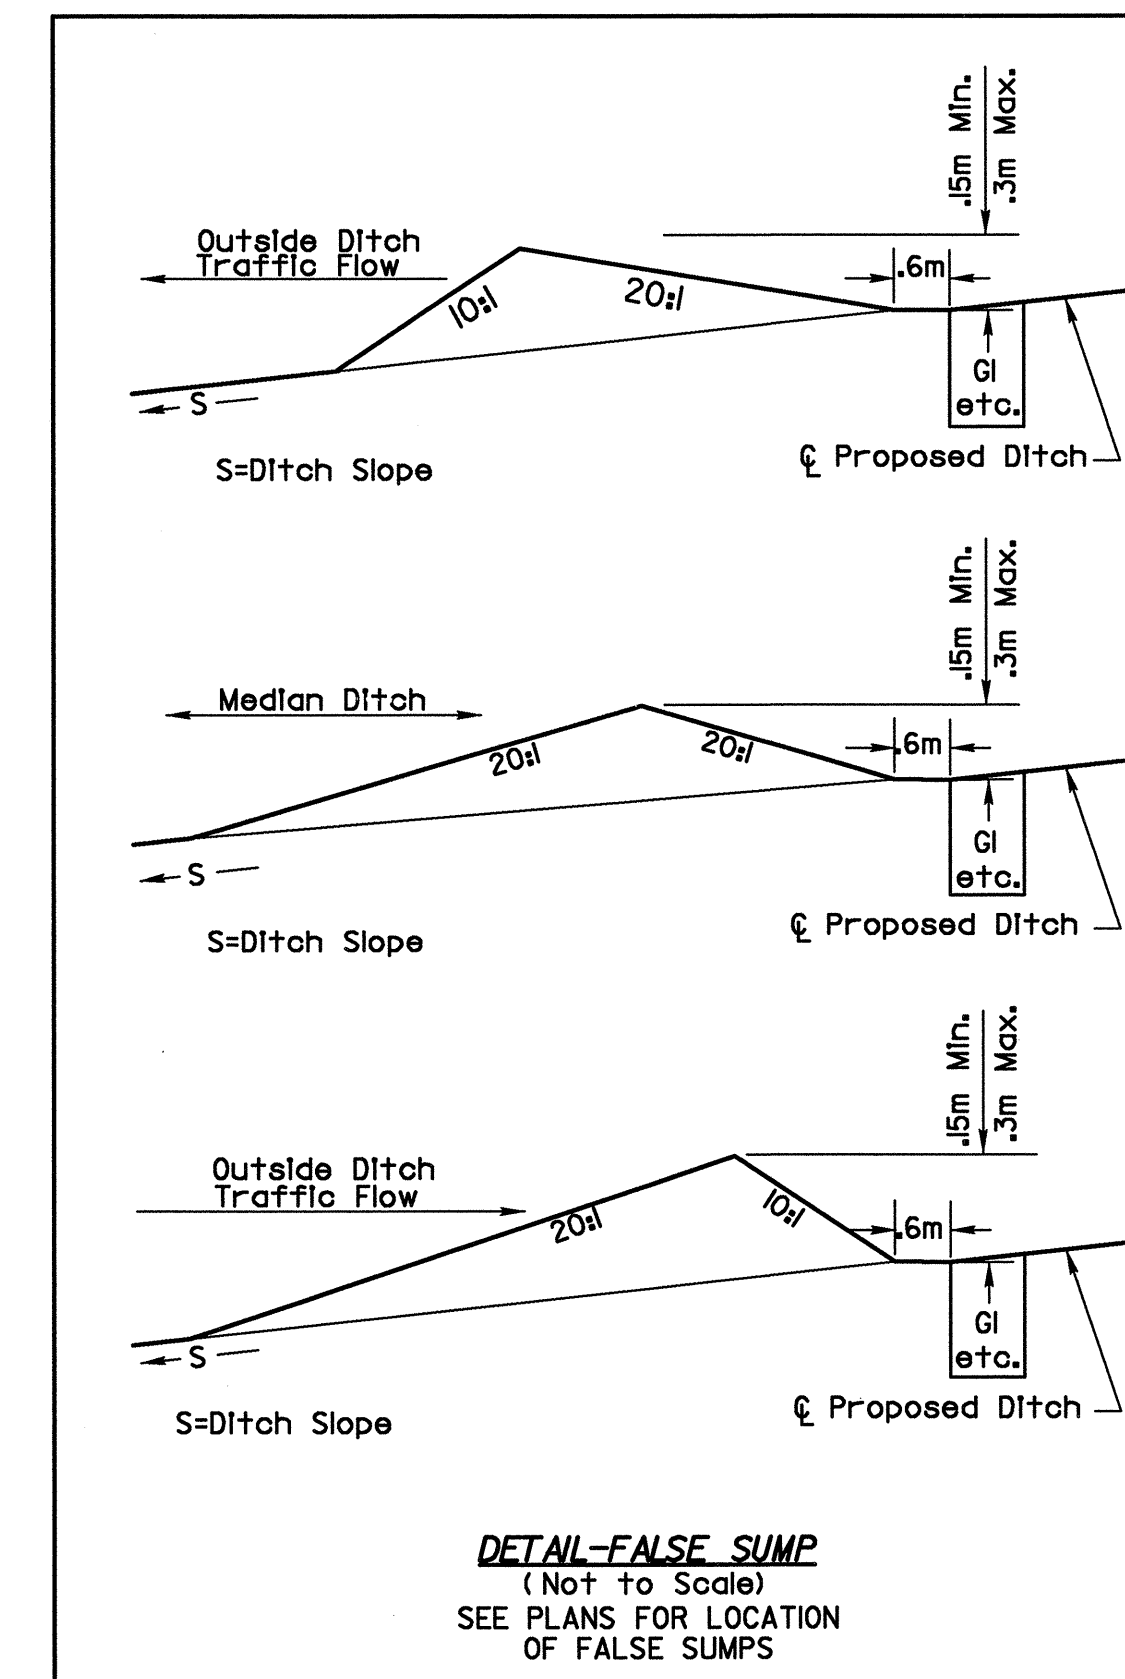 .15m Min.
.3m Max.
Outside Ditch
Traffic Flow
.6m
10:1
20:1
GI
etc.
S
℄ Proposed Ditch
S=Ditch Slope
.15m Min.
.3m Max.
Median Ditch
.6m
20:1
20:1
GI
etc.
S
℄ Proposed Ditch
S=Ditch Slope
.15m Min.
.3m Max.
Outside Ditch
Traffic Flow
.6m
20:1
10:1
GI
etc.
S
℄ Proposed Ditch
S=Ditch Slope
DETAIL-FALSE SUMP
(Not to Scale)
SEE PLANS FOR LOCATION
OF FALSE SUMPS